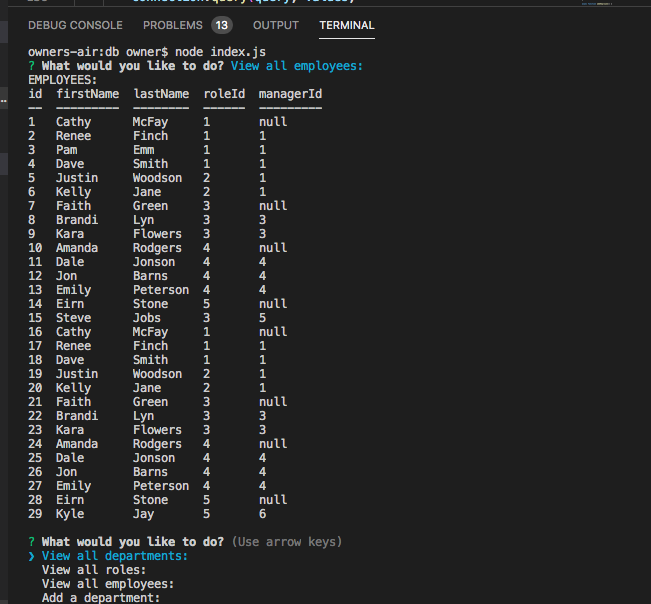 DEBUG CONSOLE PROBLEMS 13 OUTPUT TERMINAL
owners-air:db owner$ node index.js
? What would you like to do? View all employees:
EMPLOYEES:
id  firstName  lastName  roleId  managerId
--  ---------  --------  ------  ---------
1   Cathy      McFay     1       null
2   Renee      Finch     1       1
3   Pam        Emm       1       1
4   Dave       Smith     1       1
5   Justin     Woodson   2       1
6   Kelly      Jane      2       1
7   Faith      Green     3       null
8   Brandi     Lyn       3       3
9   Kara       Flowers   3       3
10  Amanda     Rodgers   4       null
11  Dale       Jonson    4       4
12  Jon        Barns     4       4
13  Emily      Peterson  4       4
14  Eirn       Stone     5       null
15  Steve      Jobs      3       5
16  Cathy      McFay     1       null
17  Renee      Finch     1       1
18  Dave       Smith     1       1
19  Justin     Woodson   2       1
20  Kelly      Jane      2       1
21  Faith      Green     3       null
22  Brandi     Lyn       3       3
23  Kara       Flowers   3       3
24  Amanda     Rodgers   4       null
25  Dale       Jonson    4       4
26  Jon        Barns     4       4
27  Emily      Peterson  4       4
28  Eirn       Stone     5       null
29  Kyle       Jay       5       6
? What would you like to do? (Use arrow keys)
❯ View all departments:
View all roles:
View all employees:
Add a department: